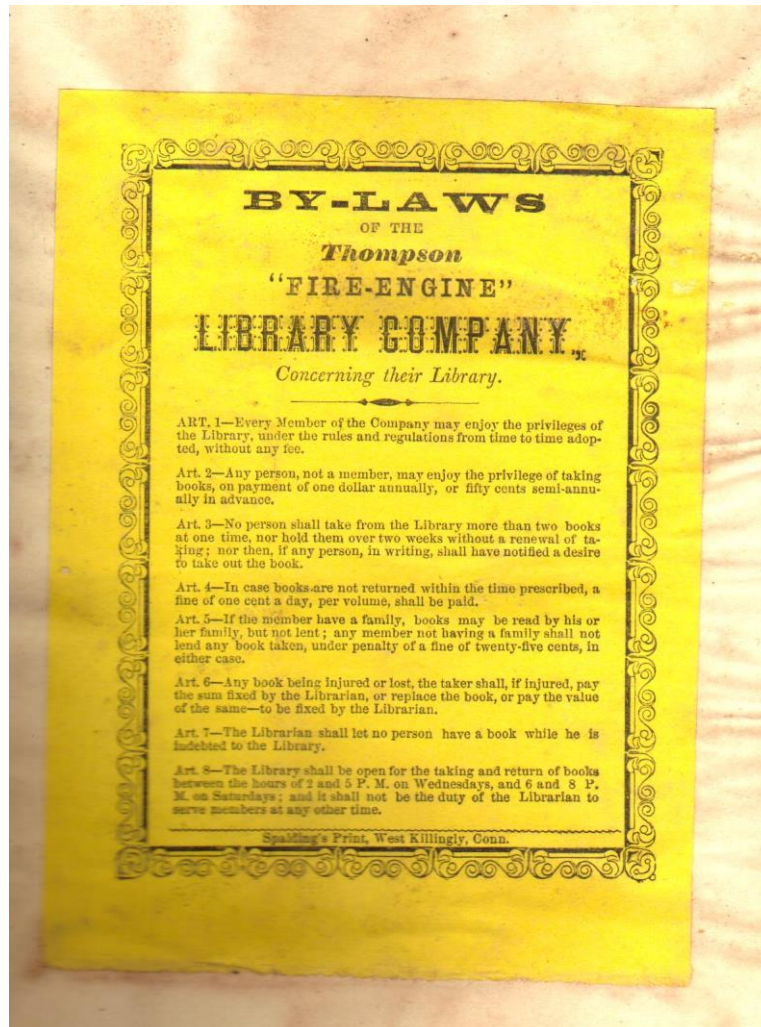 BY-LAWS
OF THE
Thompson
"FIRE-ENGINE"
LIBRARY COMPANY,
Concerning their Library.
ART. 1—Every Member of the Company may enjoy the privileges of
the Library, under the rules and regulations from time to time adop-
ted, without any fee.
Art. 2—Any person, not a member, may enjoy the privilege of taking
books, on payment of one dollar annually, or fifty cents semi-annu-
ally in advance.
Art. 3—No person shall take from the Library more than two books
at one time, nor hold them over two weeks without a renewal of ta-
king; nor then, if any person, in writing, shall have notified a desire
to take out the book.
Art. 4—In case books are not returned within the time prescribed, a
fine of one cent a day, per volume, shall be paid.
Art. 5—If the member have a family, books may be read by his or
her family, but not lent; any member not having a family shall not
lend any book taken, under penalty of a fine of twenty-five cents, in
either case.
Art. 6—Any book being injured or lost, the taker shall, if injured, pay
the sum fixed by the Librarian, or replace the book, or pay the value
of the same—to be fixed by the Librarian.
Art. 7—The Librarian shall let no person have a book while he is
indebted to the Library.
Art. 8—The Library shall be open for the taking and return of books
between the hours of 2 and 5 P. M. on Wednesdays, and 6 and 8 P.
M. on Saturdays; and it shall not be the duty of the Librarian to
serve members at any other time.
Spalding's Print, West Killingly, Conn.